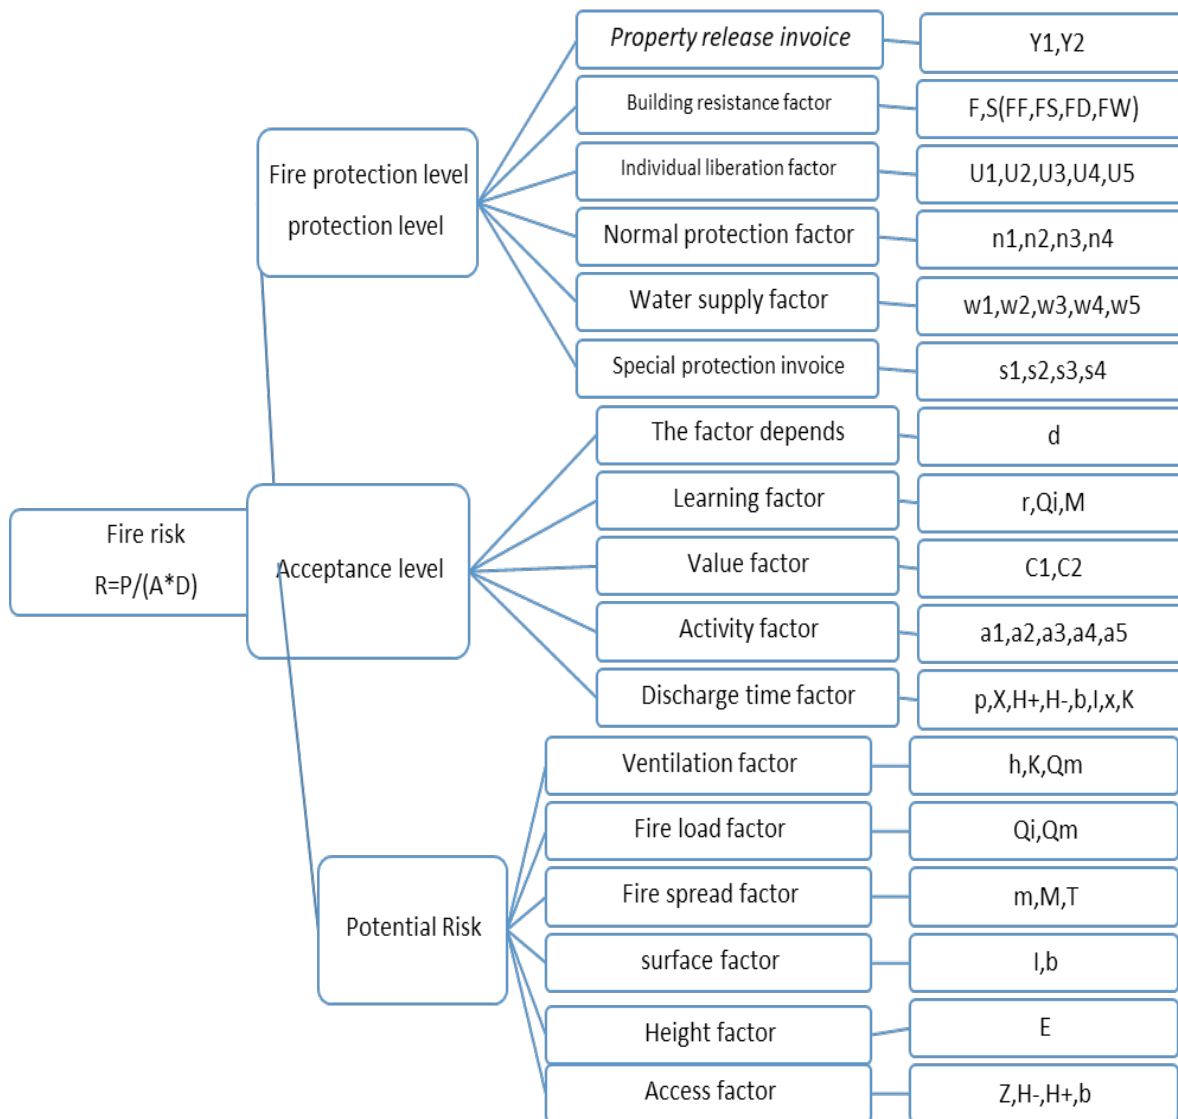 Property release invoice
Y1,Y2
Building resistance factor
F,S(FF,FS,FD,FW)
Fire protection level
protection level
Individual liberation factor
U1,U2,U3,U4,U5
Normal protection factor
n1,n2,n3,n4
Water supply factor
w1,w2,w3,w4,w5
Special protection invoice
s1,s2,s3,s4
The factor depends
d
Learning factor
r,Qi,M
Fire risk
R=P/(A*D)
Acceptance level
Value factor
C1,C2
Activity factor
a1,a2,a3,a4,a5
Discharge time factor
p,X,H+,H-,b,I,x,K
Ventilation factor
h,K,Qm
Fire load factor
Qi,Qm
Potential Risk
Fire spread factor
m,M,T
surface factor
I,b
Height factor
E
Access factor
Z,H-,H+,b